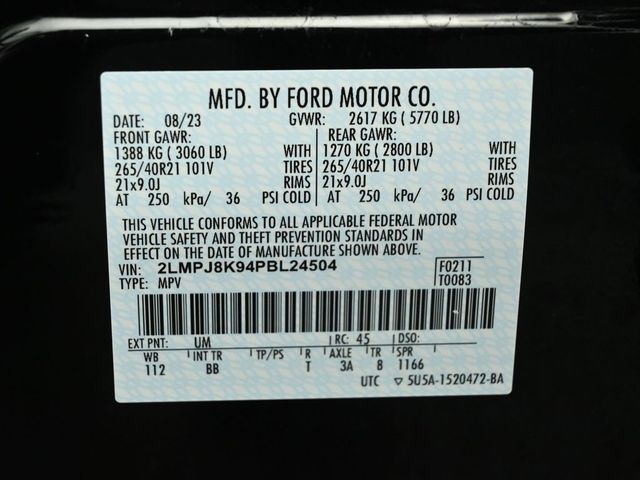 MFD. BY FORD MOTOR CO.
DATE: 08/23 GVWR: 2617 KG ( 5770 LB)
FRONT GAWR: REAR GAWR:
1388 KG ( 3060 LB) WITH 1270 KG ( 2800 LB) WITH
265/40R21 101V TIRES 265/40R21 101V TIRES
21x9.0J RIMS 21x9.0J RIMS
AT 250 kPa/ 36 PSI COLD AT 250 kPa/ 36 PSI COLD
THIS VEHICLE CONFORMS TO ALL APPLICABLE FEDERAL MOTOR
VEHICLE SAFETY AND THEFT PREVENTION STANDARDS IN
EFFECT ON THE DATE OF MANUFACTURE SHOWN ABOVE.
VIN: 2LMPJ8K94PBL24504 F0211
TYPE: MPV T0083
EXT PNT: UM RC: 45 DSO:
WB INT TR TP/PS R AXLE TR SPR
112 BB T 3A 8 1166
UTC ▽ 5U5A-1520472-BA